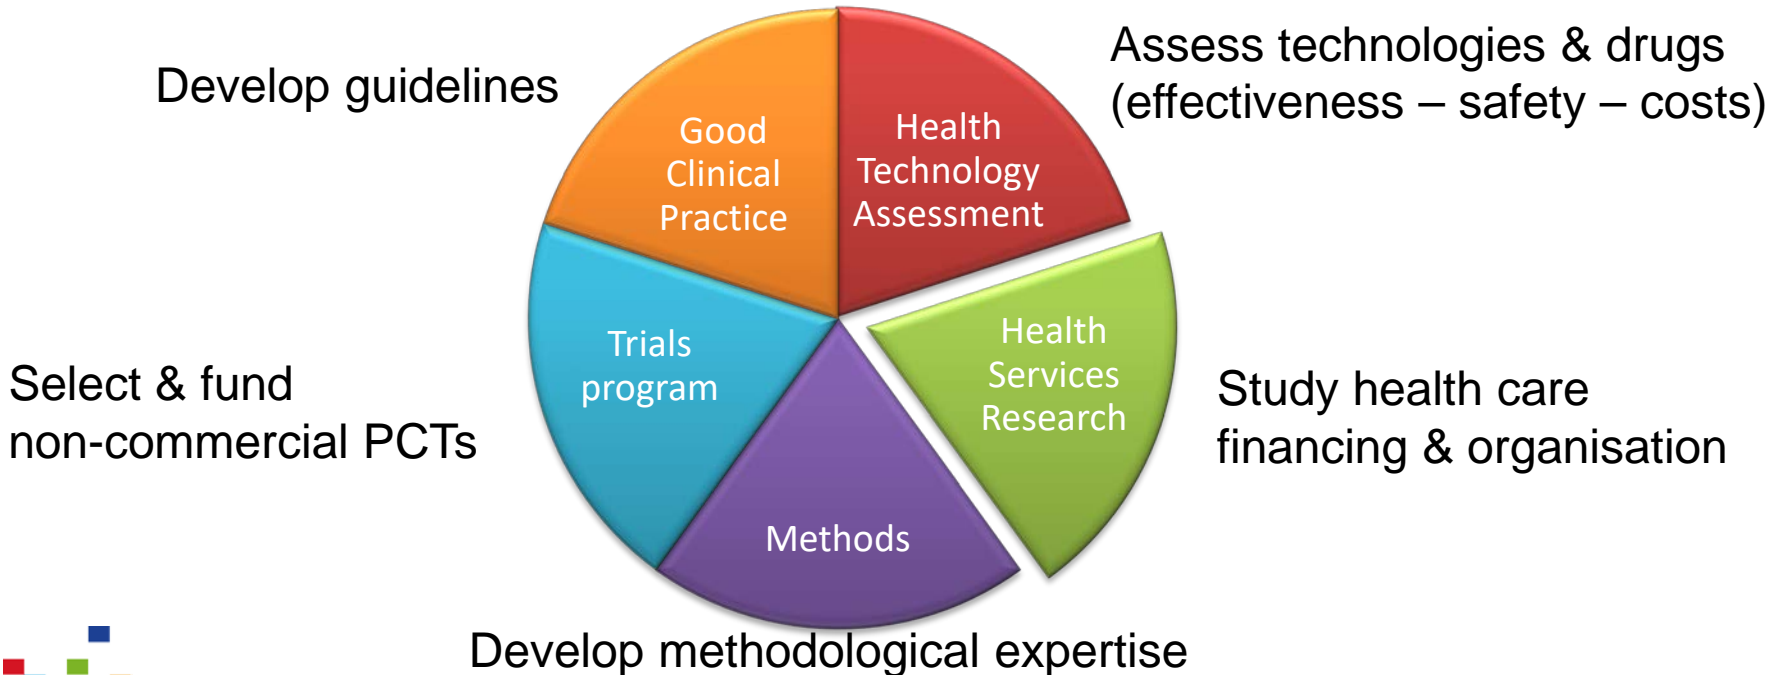 Develop guidelines
Assess technologies & drugs
(effectiveness – safety – costs)
Good
Clinical
Practice
Health
Technology
Assessment
Trials
program
Health
Services
Research
Select & fund
non-commercial PCTs
Study health care
financing & organisation
Methods
Develop methodological expertise